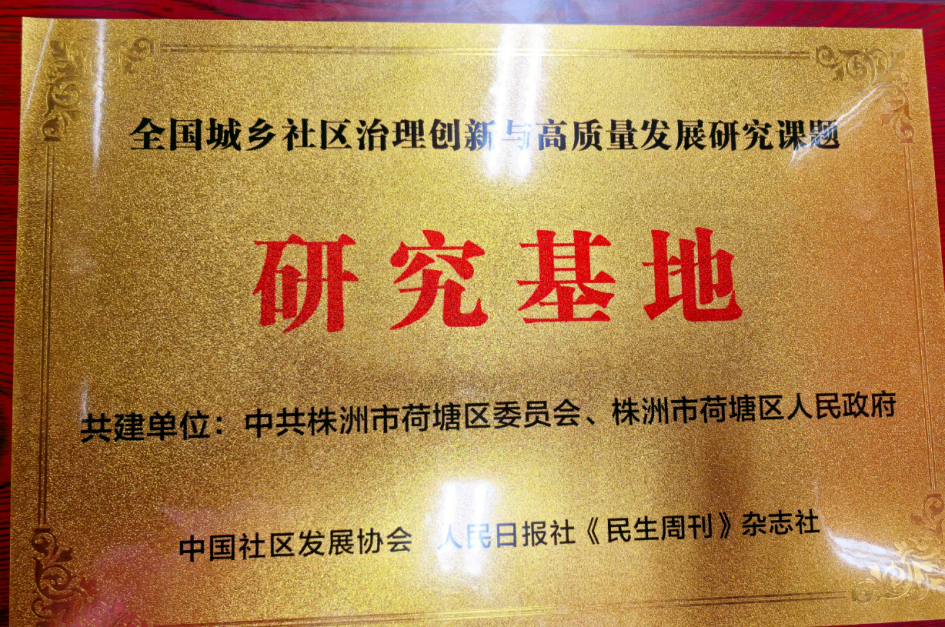 全国城乡社区治理创新与高质量发展研究课题
研究基地
共建单位：中共株洲市荷塘区委员会、株洲市荷塘区人民政府
中国社区发展协会 人民日报社《民生周刊》杂志社